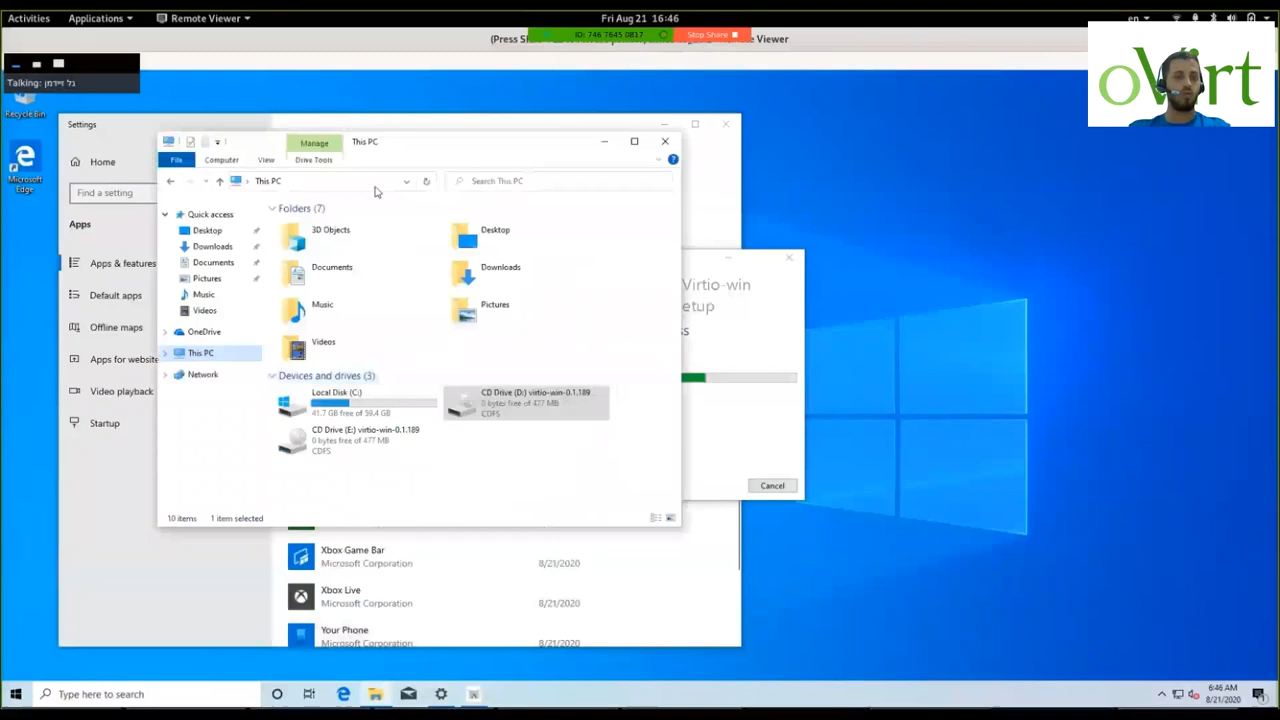 Activities
Applications
Remote Viewer
Fri Aug 21 16:46
en
(Press Sh
ID: 746 7645 0817
Stop Share
e Viewer
Talking: גל זיידמן
oVirt
Recycle Bin
Microsoft Edge
Settings
Home
Find a setting
Apps
Apps & features
Default apps
Offline maps
Apps for website
Video playback
Startup
Manage
This PC
File
Computer
View
Drive Tools
This PC
Search This PC
Quick access
Desktop
Downloads
Documents
Pictures
Music
Videos
OneDrive
This PC
Network
Folders (7)
3D Objects
Desktop
Documents
Downloads
Music
Pictures
Videos
Devices and drives (3)
Local Disk (C:)
41.7 GB free of 59.4 GB
CD Drive (D:) virtio-win-0.1.189
0 bytes free of 477 MB
CDFS
CD Drive (E:) virtio-win-0.1.189
0 bytes free of 477 MB
CDFS
10 items
1 item selected
Virtio-win
etup
ss
Cancel
Xbox Game Bar
Microsoft Corporation
8/21/2020
Xbox Live
Microsoft Corporation
8/21/2020
Your Phone
Microsoft Corporation
8/21/2020
Type here to search
6:46 AM
8/21/2020